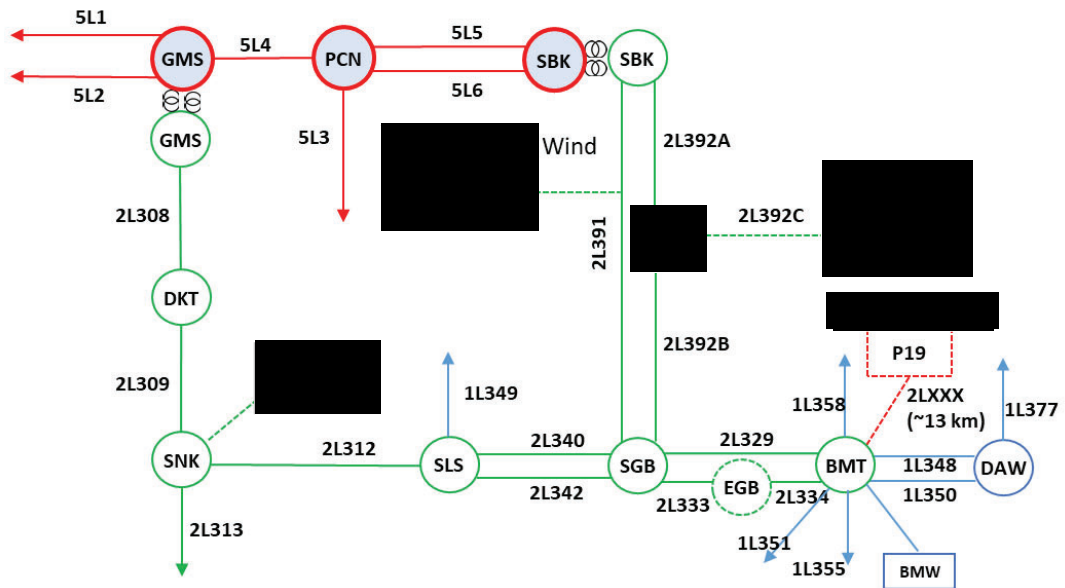 5L1
GMS
5L4
PCN
5L5
SBK
SBK
5L2
5L6
GMS
5L3
Wind
2L392A
2L308
2L391
2L392C
DKT
2L392B
P19
2L309
1L349
1L358
2LXXX
(~13 km)
1L377
SNK
2L312
SLS
2L340
SGB
2L329
BMT
1L348
DAW
2L342
2L333
EGB
2L334
1L350
2L313
1L351
1L355
BMW